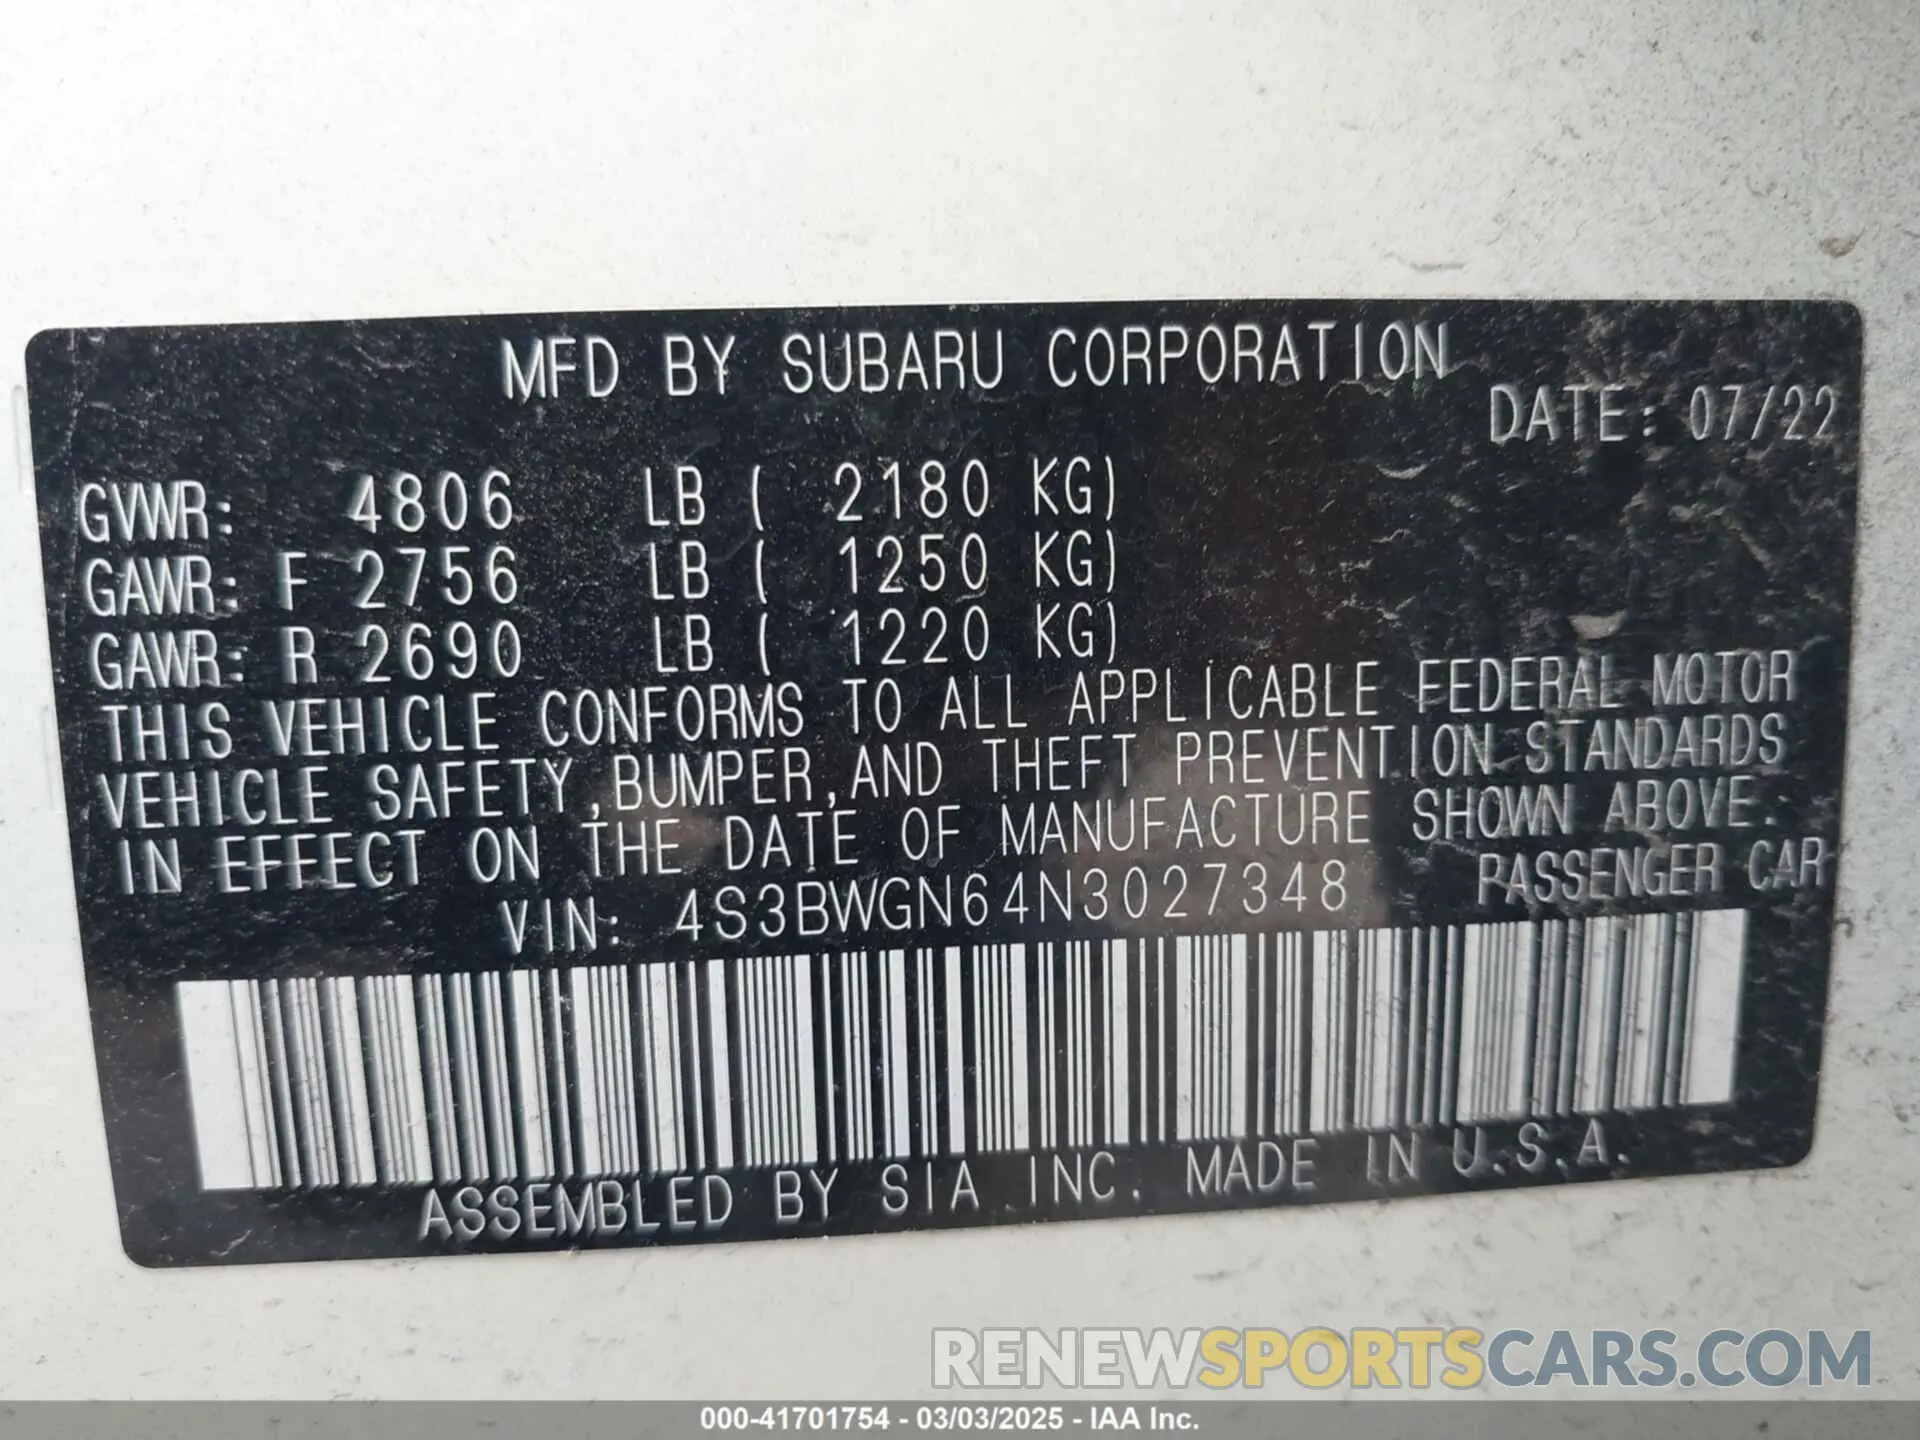 MFD BY SUBARU CORPORATION
DATE: 07/22
GVWR: 4806 LB ( 2180 KG)
GAWR: F 2756 LB ( 1250 KG)
GAWR: R 2690 LB ( 1220 KG)
THIS VEHICLE CONFORMS TO ALL APPLICABLE FEDERAL MOTOR
VEHICLE SAFETY,BUMPER,AND THEFT PREVENTION STANDARDS
IN EFFECT ON THE DATE OF MANUFACTURE SHOWN ABOVE.
VIN: 4S3BWGN64N3027348 PASSENGER CAR
ASSEMBLED BY SIA INC. MADE IN U.S.A.
RENEWSPORTSCARS.COM
000-41701754 - 03/03/2025 - IAA Inc.